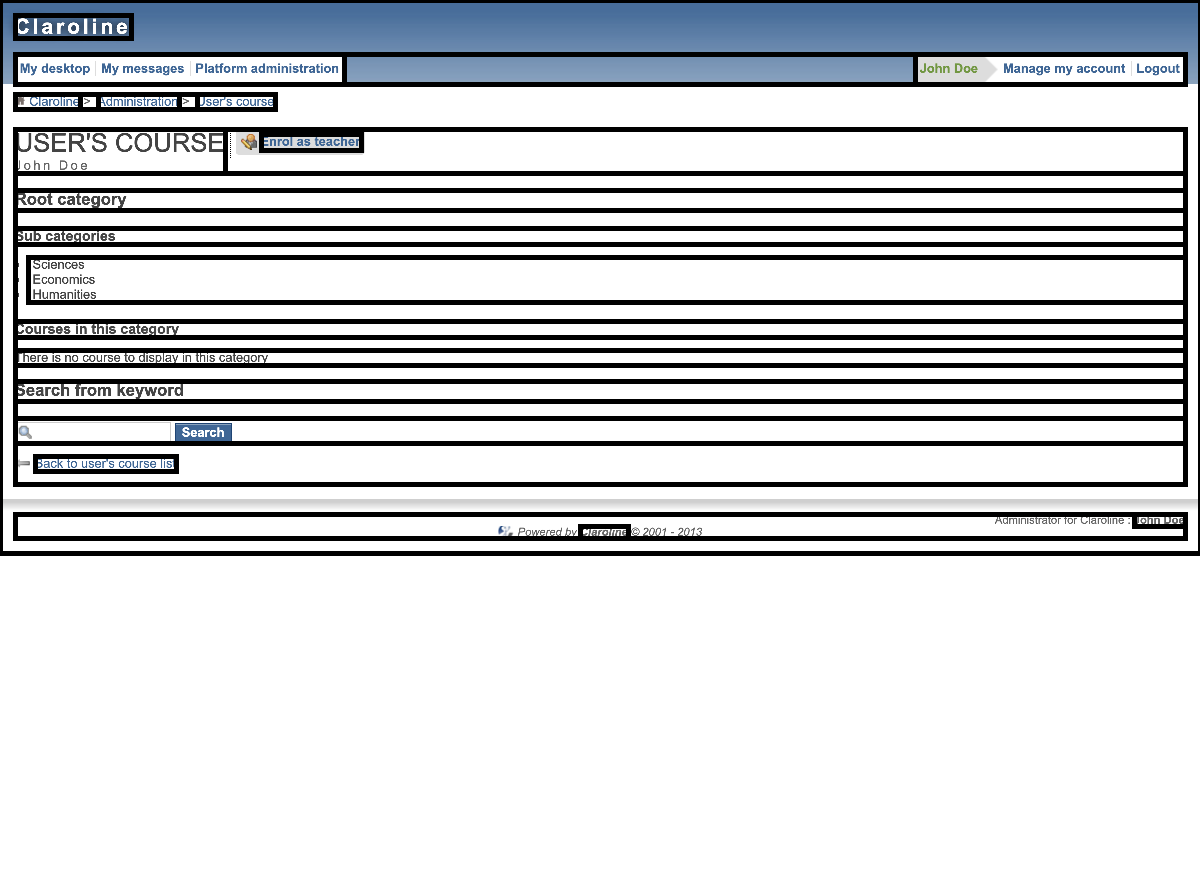 Claroline
My desktop My messages Platform administration John Doe Manage my account Logout
Claroline > Administration > User's course
USER'S COURSE Enrol as teacher
John Doe
Root category
Sub categories
Sciences
Economics
Humanities
Courses in this category
There is no course to display in this category
Search from keyword
Search
Back to user's course list
Administrator for Claroline : John Doe
Powered by Claroline © 2001 - 2013